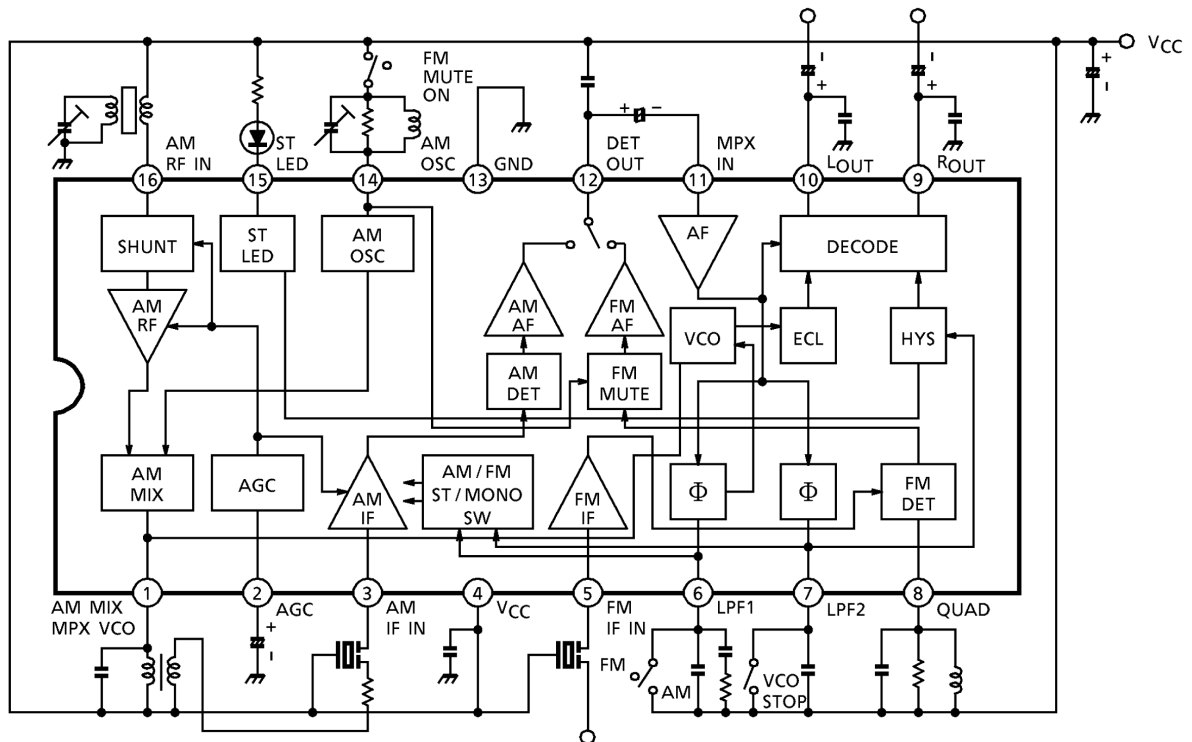 VCC
FM
MUTE
ON
AM
RF IN
ST
LED
AM
OSC
GND
DET
OUT
MPX
IN
LOUT
ROUT
+ −
+
−
16
15
14
13
12
11
10
9
SHUNT
ST
LED
AM
OSC
AF
DECODE
AM
RF
AM
AF
FM
AF
VCO
ECL
HYS
AM
DET
FM
MUTE
AM
MIX
AGC
AM
IF
AM / FM
ST / MONO
SW
FM
IF
Φ
Φ
FM
DET
1
2
3
4
5
6
7
8
AM MIX
MPX VCO
AGC
AM
IF IN
VCC
FM
IF IN
LPF1
LPF2
QUAD
+
−
FM
AM
VCO
STOP